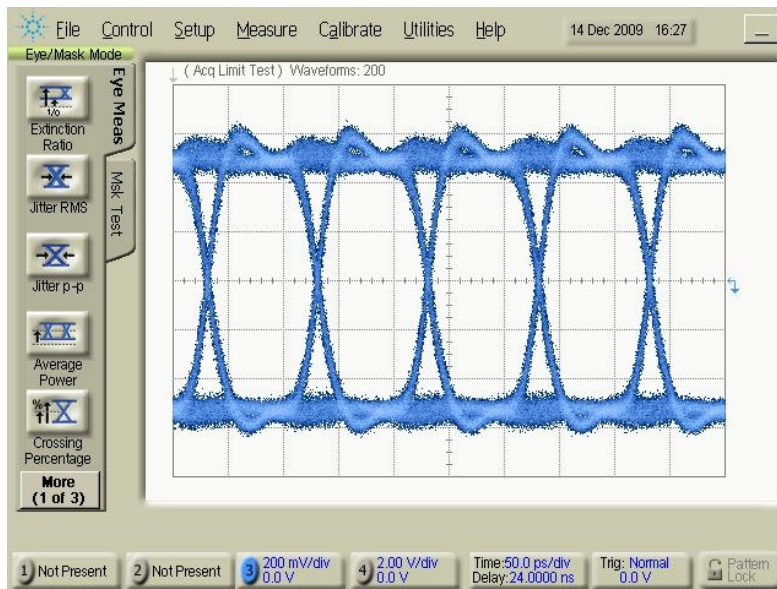 File Control Setup Measure Calibrate Utilities Help 14 Dec 2009 16:27
Eye/Mask Mode
( Acq Limit Test ) Waveforms: 200
Eye Meas
Msk Test
1/0
Extinction
Ratio
Jitter RMS
Jitter p-p
Average
Power
%
Crossing
Percentage
More
(1 of 3)
1 Not Present
2 Not Present
3 200 mV/div
0.0 V
4 2.00 V/div
0.0 V
Time:50.0 ps/div
Delay:24.0000 ns
Trig: Normal
0.0 V
Pattern
Lock